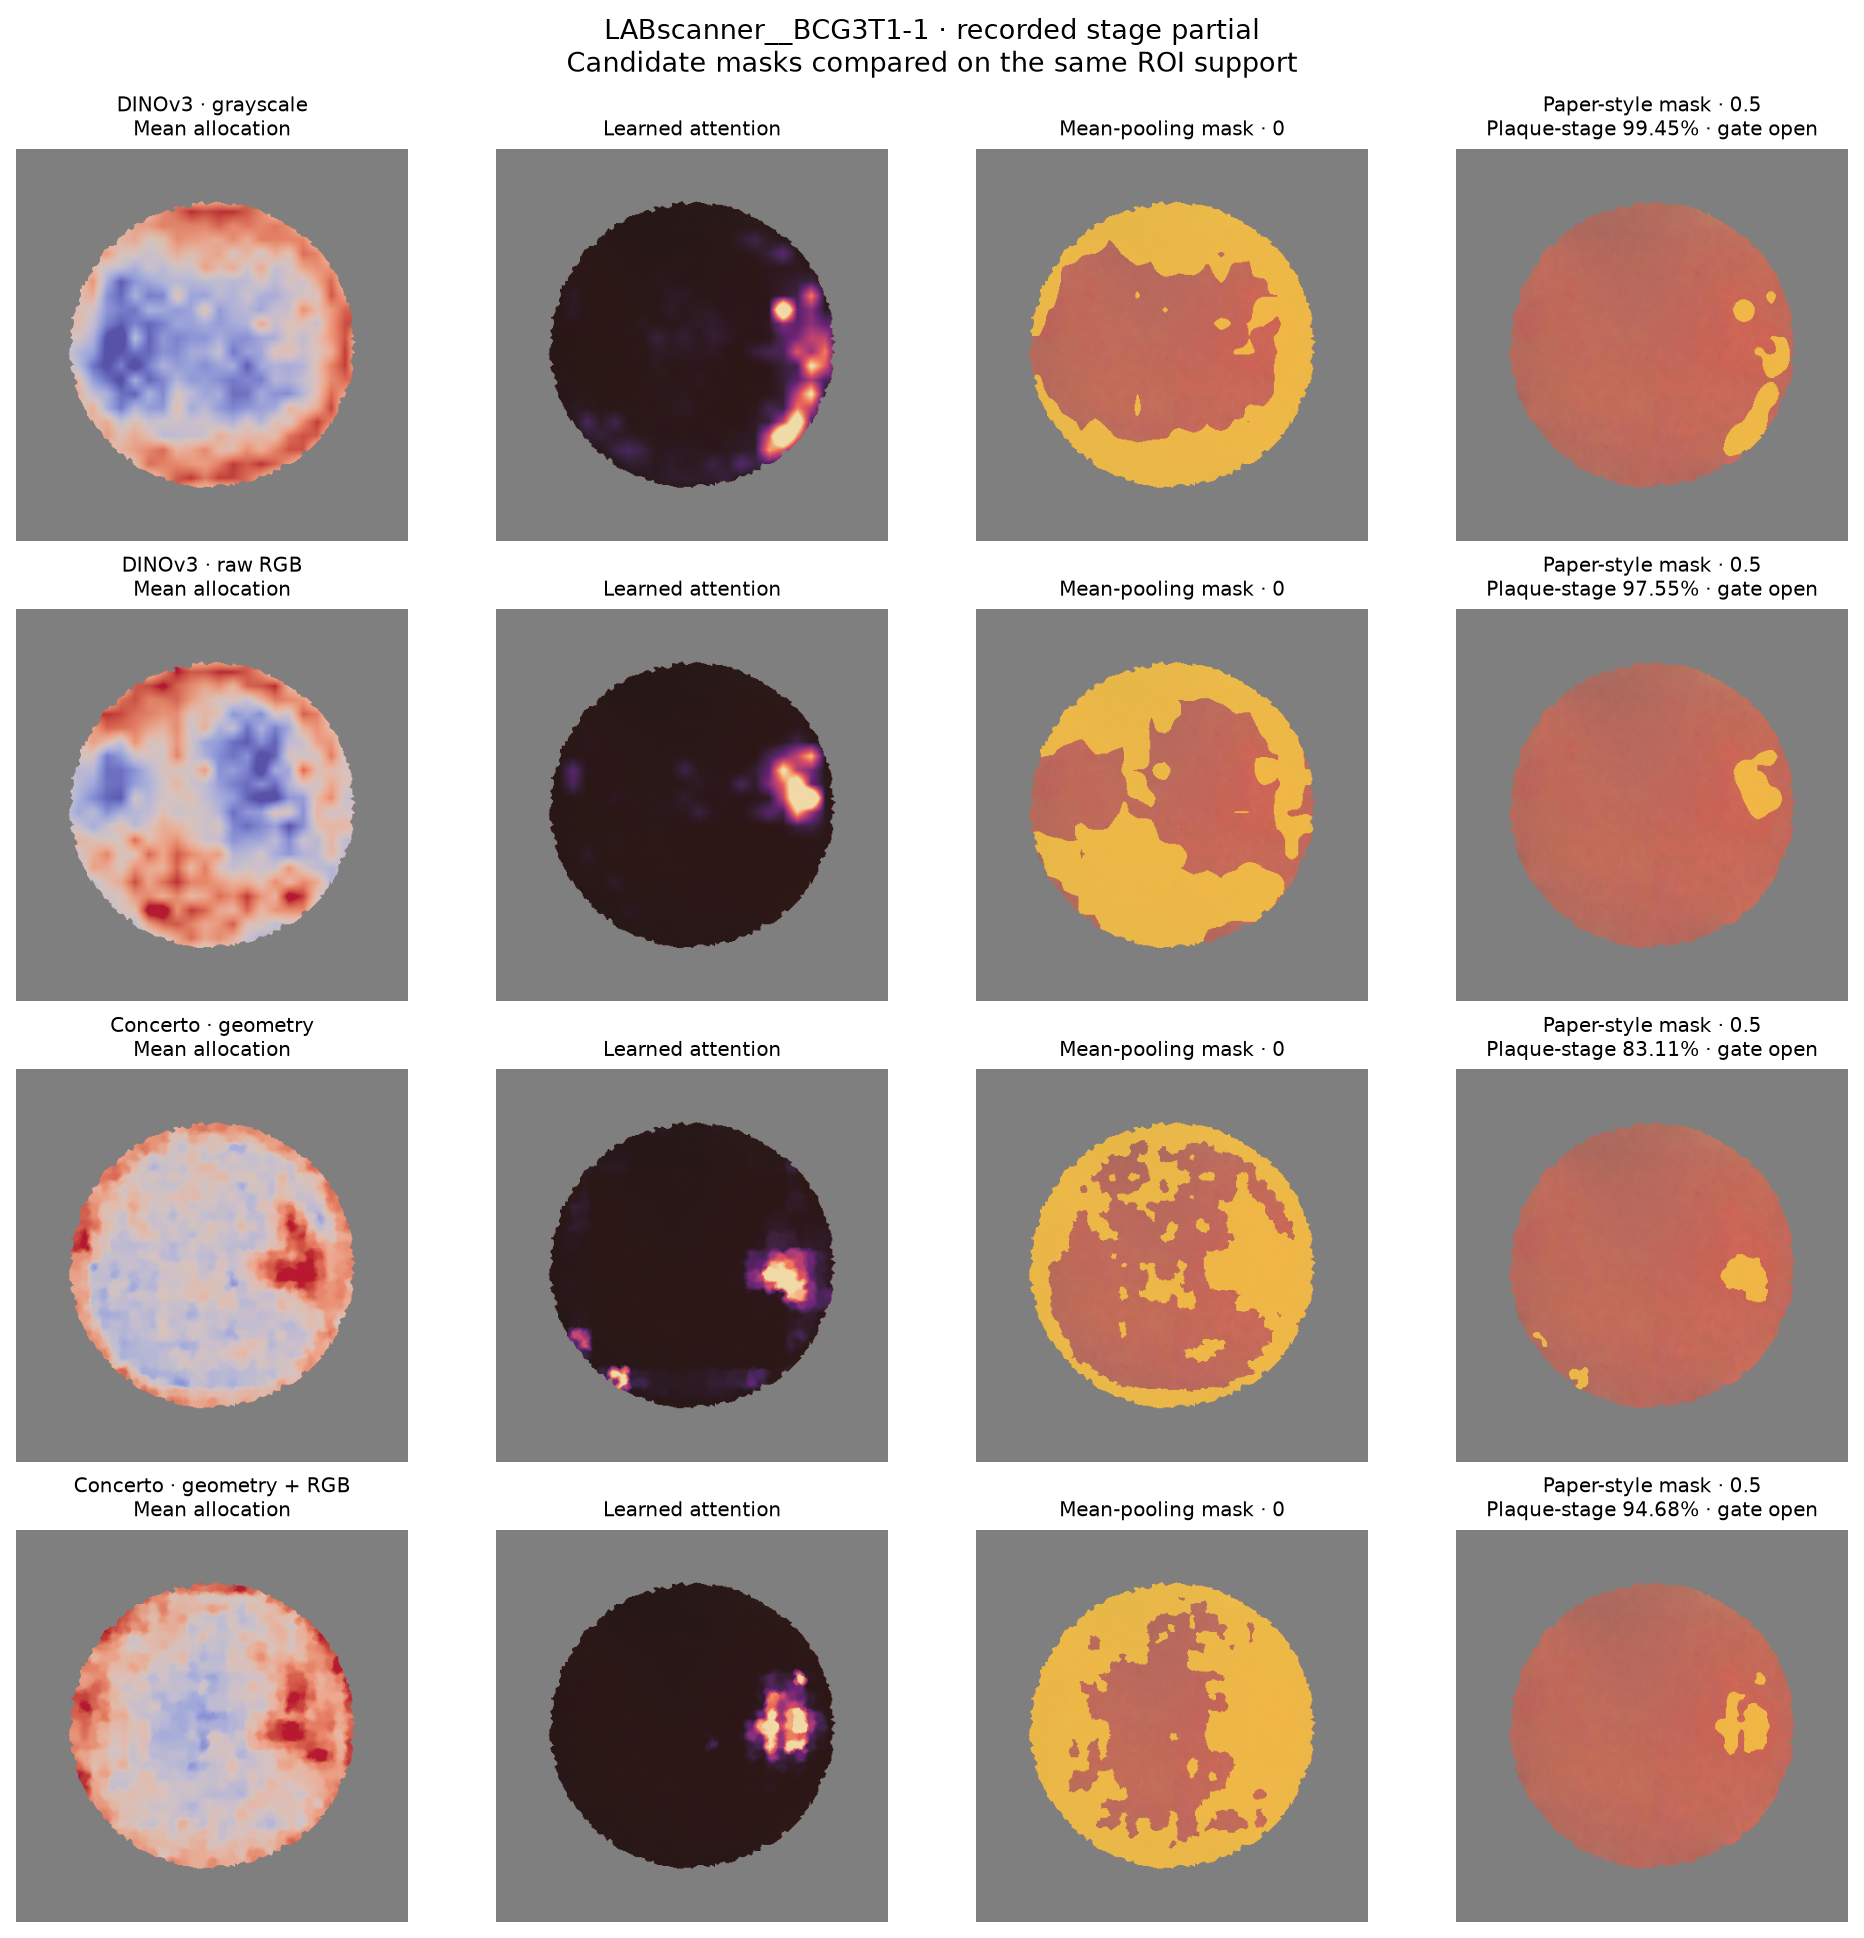 LABscanner__BCG3T1-1 · recorded stage partial
Candidate masks compared on the same ROI support
DINOv3 · grayscale
Mean allocation
Learned attention
Mean-pooling mask · 0
Paper-style mask · 0.5
Plaque-stage 99.45% · gate open
DINOv3 · raw RGB
Mean allocation
Learned attention
Mean-pooling mask · 0
Paper-style mask · 0.5
Plaque-stage 97.55% · gate open
Concerto · geometry
Mean allocation
Learned attention
Mean-pooling mask · 0
Paper-style mask · 0.5
Plaque-stage 83.11% · gate open
Concerto · geometry + RGB
Mean allocation
Learned attention
Mean-pooling mask · 0
Paper-style mask · 0.5
Plaque-stage 94.68% · gate open